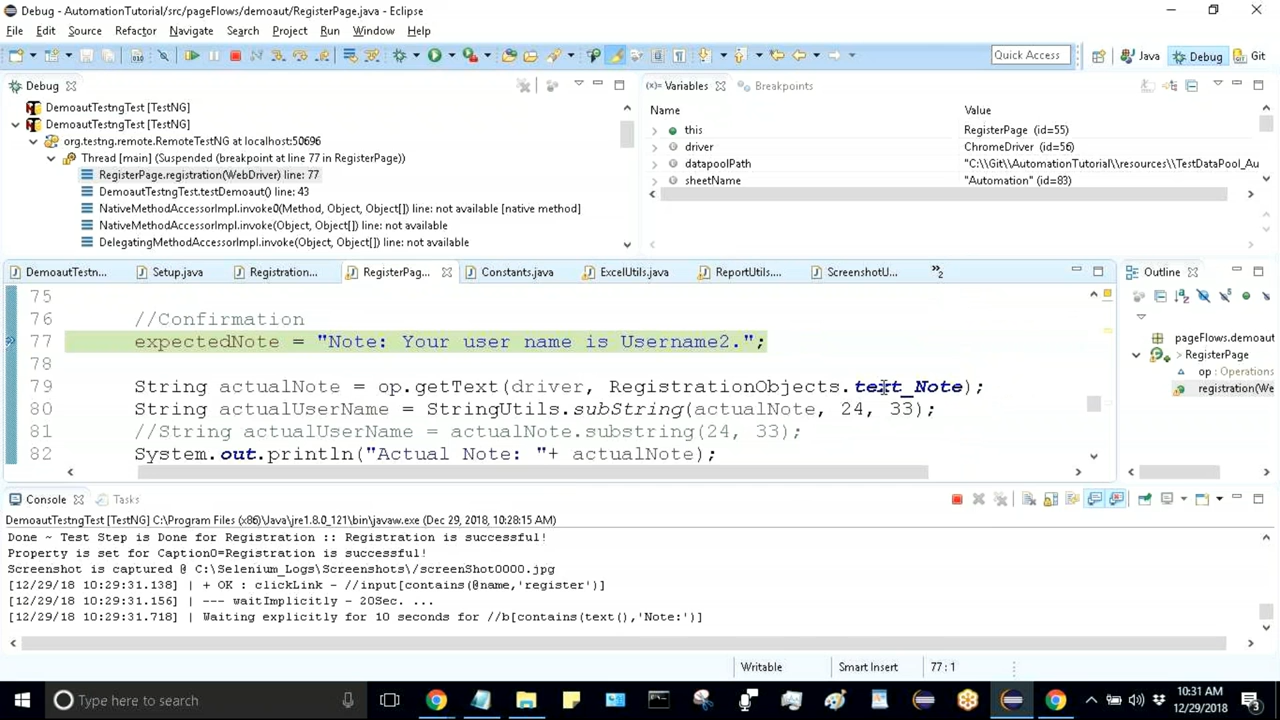 Debug - AutomationTutorial/src/pageFlows/demoaut/RegisterPage.java - Eclipse
File Edit Source Refactor Navigate Search Project Run Window Help
Quick Access Java Debug Git
Debug
DemoautTestngTest [TestNG]
DemoautTestngTest [TestNG]
org.testng.remote.RemoteTestNG at localhost:50696
Thread [main] (Suspended (breakpoint at line 77 in RegisterPage))
RegisterPage.registration(WebDriver) line: 77
DemoautTestngTest.testDemoaut() line: 43
NativeMethodAccessorImpl.invoke0(Method, Object, Object[]) line: not available [native method]
NativeMethodAccessorImpl.invoke(Object, Object[]) line: not available
DelegatingMethodAccessorImpl.invoke(Object, Object[]) line: not available
(x)= Variables Breakpoints
Name Value
this RegisterPage (id=55)
driver ChromeDriver (id=56)
datapoolPath "C:\\Git\\AutomationTutorial\\resources\\TestDataPool_Au
sheetName "Automation" (id=83)
DemoautTestn... Setup.java Registration... RegisterPag... Constants.java ExcelUtils.java ReportUtils.... ScreenshotU... »2
75
76 //Confirmation
77 expectedNote = "Note: Your user name is Username2.";
78
79 String actualNote = op.getText(driver, RegistrationObjects.text_Note);
80 String actualUserName = StringUtils.subString(actualNote, 24, 33);
81 //String actualUserName = actualNote.substring(24, 33);
82 System.out.println("Actual Note: "+ actualNote);
Outline
pageFlows.demoaut
RegisterPage
op : Operations
registration(We
Console Tasks
DemoautTestngTest [TestNG] C:\Program Files (x86)\Java\jre1.8.0_121\bin\javaw.exe (Dec 29, 2018, 10:28:15 AM)
Done ~ Test Step is Done for Registration :: Registration is successful!
Property is set for Caption0=Registration is successful!
Screenshot is captured @ C:\Selenium_Logs\Screenshots\/screenShot0000.jpg
[12/29/18 10:29:31.138] | + OK : clickLink - //input[contains(@name,'register')]
[12/29/18 10:29:31.156] | --- waitImplicitly - 20Sec. ...
[12/29/18 10:29:31.718] | Waiting explicitly for 10 seconds for //b[contains(text(),'Note:')]
Writable Smart Insert 77 : 1
Type here to search
10:31 AM
12/29/2018
3